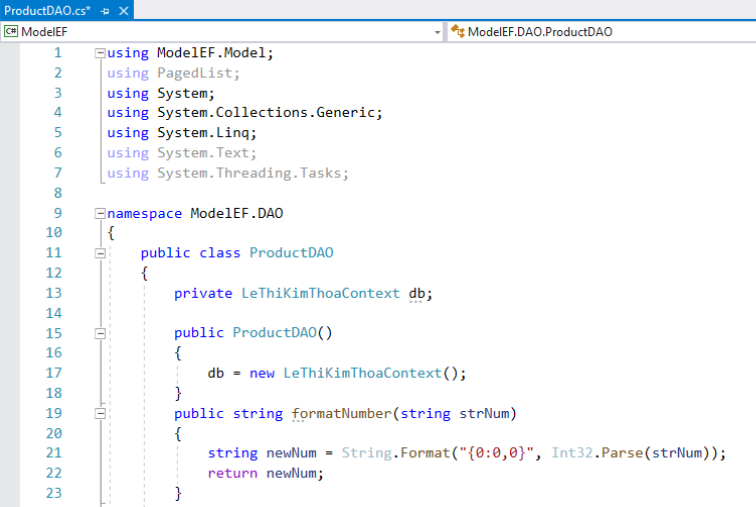 ProductDAO.cs*
C# ModelEF ModelEF.DAO.ProductDAO
1 using ModelEF.Model;
2 using PagedList;
3 using System;
4 using System.Collections.Generic;
5 using System.Linq;
6 using System.Text;
7 using System.Threading.Tasks;
8
9 namespace ModelEF.DAO
10 {
11 public class ProductDAO
12 {
13 private LeThiKimThoaContext db;
14
15 public ProductDAO()
16 {
17 db = new LeThiKimThoaContext();
18 }
19 public string formatNumber(string strNum)
20 {
21 string newNum = String.Format("{0:0,0}", Int32.Parse(strNum));
22 return newNum;
23 }